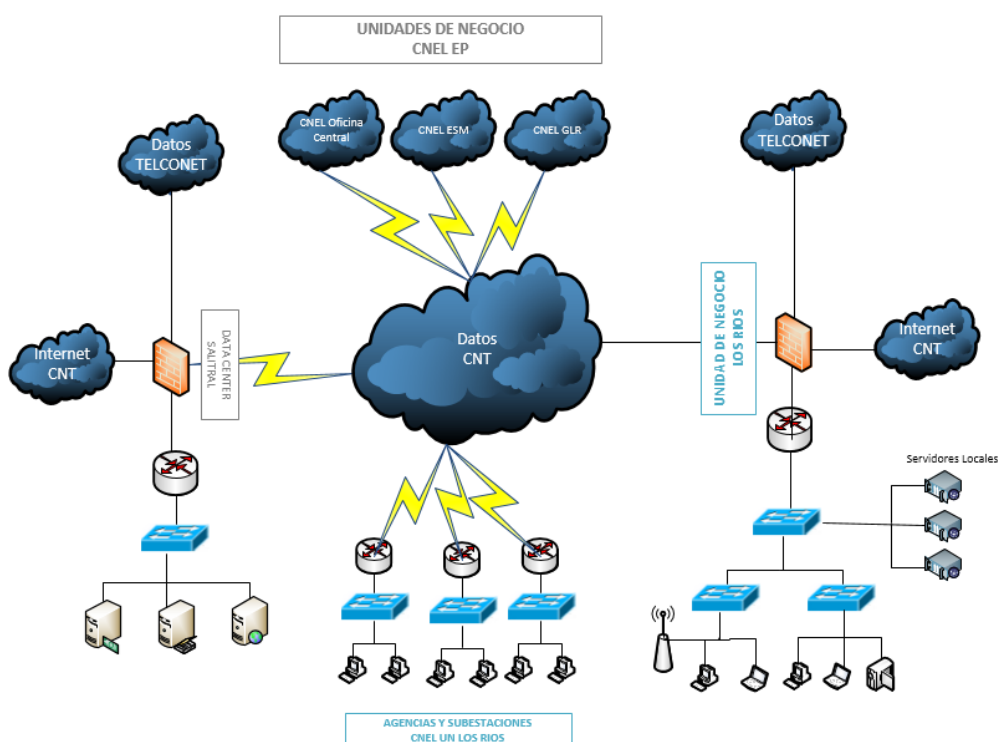 UNIDADES DE NEGOCIO
CNEL EP
CNEL Oficina
Central
CNEL ESM
CNEL GLR
Datos
TELCONET
Datos
TELCONET
Datos
CNT
Internet
CNT
DATA CENTER
SALITRAL
UNIDAD DE NEGOCIO
LOS RIOS
Internet
CNT
Servidores Locales
AGENCIAS Y SUBESTACIONES
CNEL UN LOS RIOS